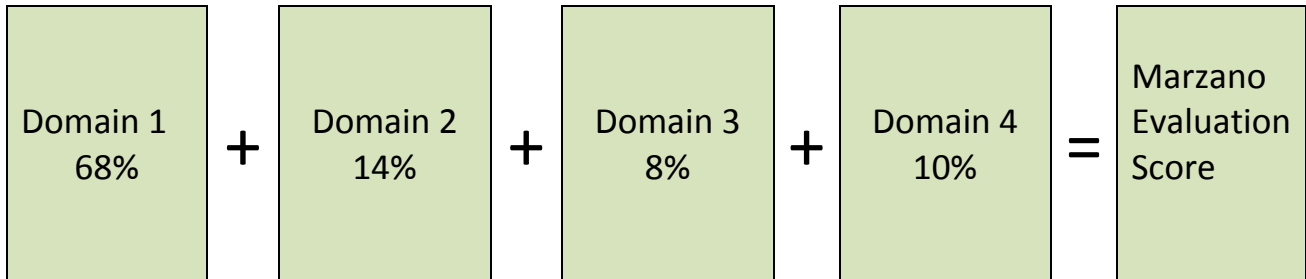 Domain 1
68%
+
Domain 2
14%
+
Domain 3
8%
+
Domain 4
10%
=
Marzano
Evaluation
Score